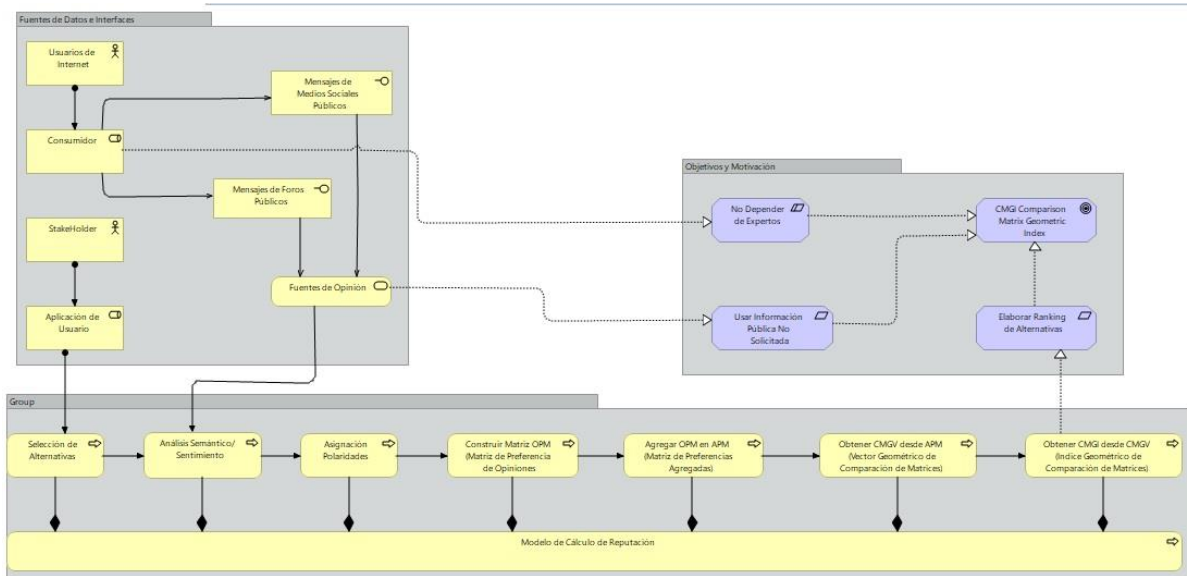 Fuentes de Datos e Interfaces
Usuarios de
Internet
Mensajes de
Medios Sociales
Públicos
Consumidor
Mensajes de Foros
Públicos
StakeHolder
Fuentes de Opinión
Aplicación de
Usuario
Objetivos y Motivación
No Depender
de Expertos
CMGI Comparison
Matrix Geometric
Index
Usar Información
Pública No
Solicitada
Elaborar Ranking
de Alternativas
Group
Selección de
Alternativas
Análisis Semántico/
Sentimiento
Asignación
Polaridades
Construir Matriz OPM
(Matriz de Preferencia
de Opiniones
Agregar OPM en APM
(Matriz de Preferencias
Agregadas)
Obtener CMGV desde APM
(Vector Geométrico de
Comparación de Matrices)
Obtener CMGI desde CMGV
(Indice Geométrico de
Comparación de Matrices)
Modelo de Cálculo de Reputación